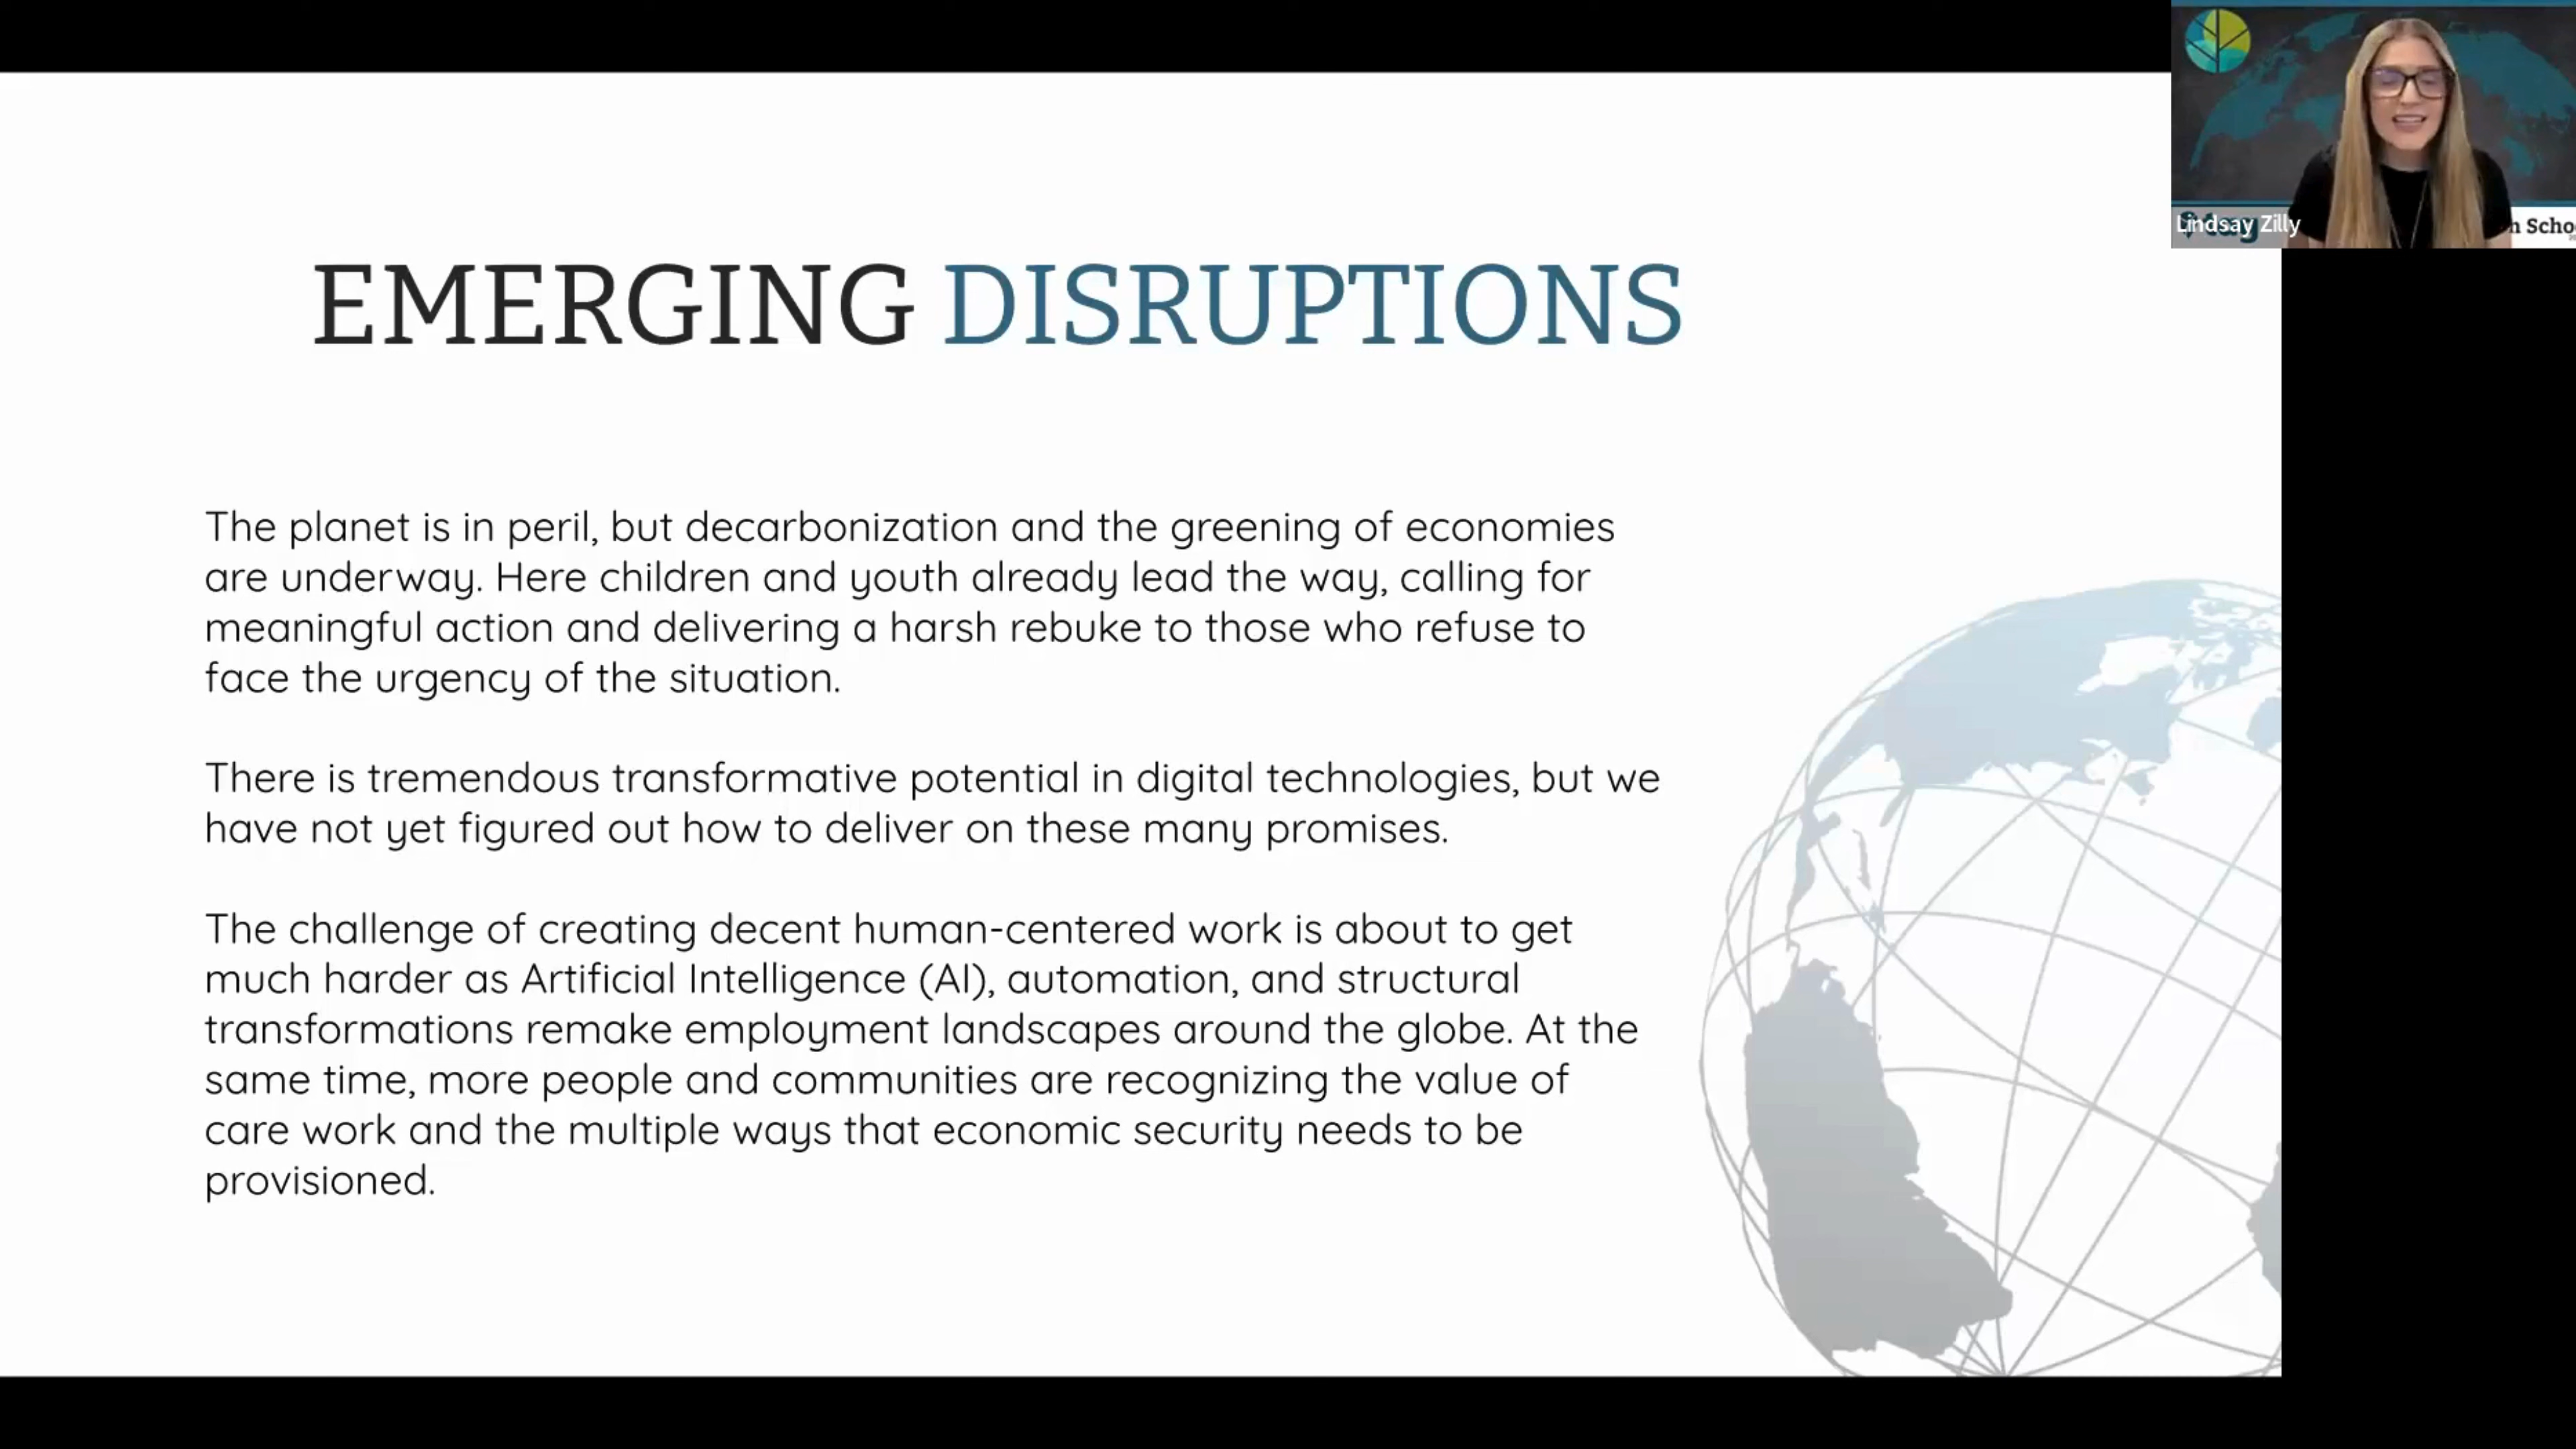 EMERGING DISRUPTIONS
The planet is in peril, but decarbonization and the greening of economies
are underway. Here children and youth already lead the way, calling for
meaningful action and delivering a harsh rebuke to those who refuse to
face the urgency of the situation.
There is tremendous transformative potential in digital technologies, but we
have not yet figured out how to deliver on these many promises.
The challenge of creating decent human-centered work is about to get
much harder as Artificial Intelligence (AI), automation, and structural
transformations remake employment landscapes around the globe. At the
same time, more people and communities are recognizing the value of
care work and the multiple ways that economic security needs to be
provisioned.
Lindsay Zilly
n Scho